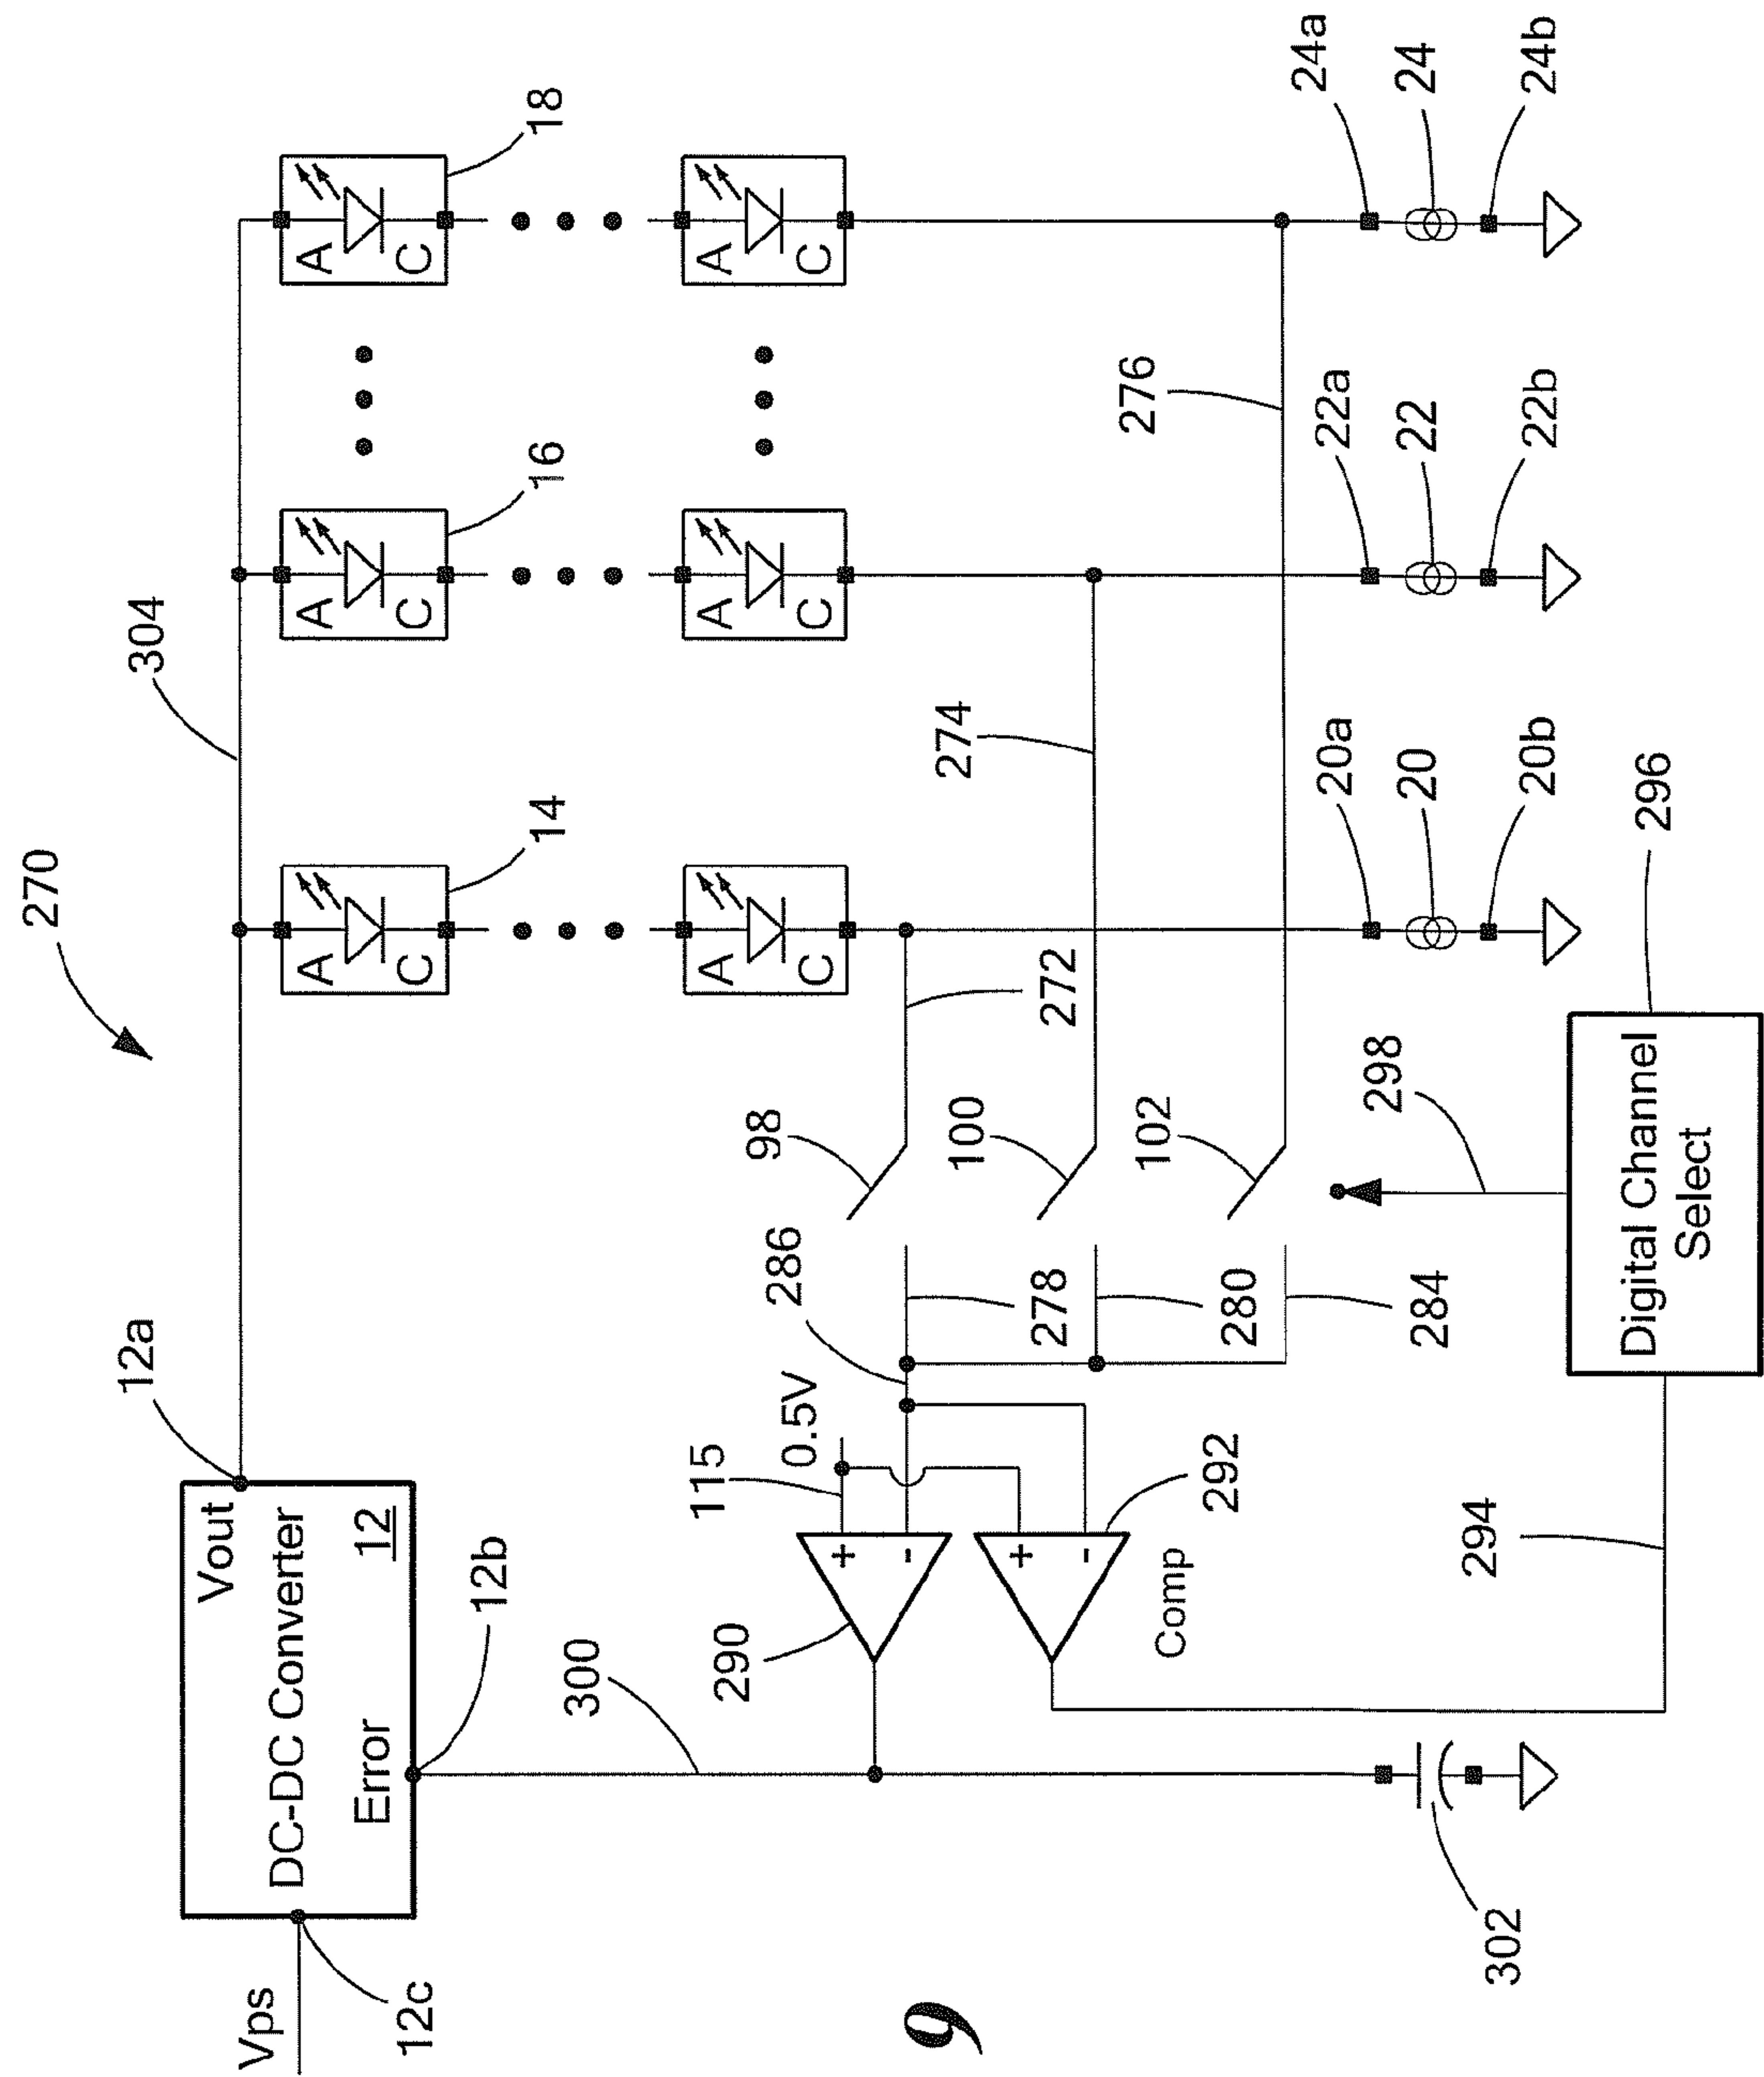 270
304
12a
Vout
DC-DC Converter
12
Error
12b
Vps
12c
A
C
14
A
C
16
A
C
18
A
C
A
C
A
C
98
272
100
274
102
276
286
278
280
284
0.5V
115
+
-
290
+
-
292
Comp
300
294
298
Digital Channel
Select
296
302
20a
20
20b
22a
22
22b
24a
24
24b
9